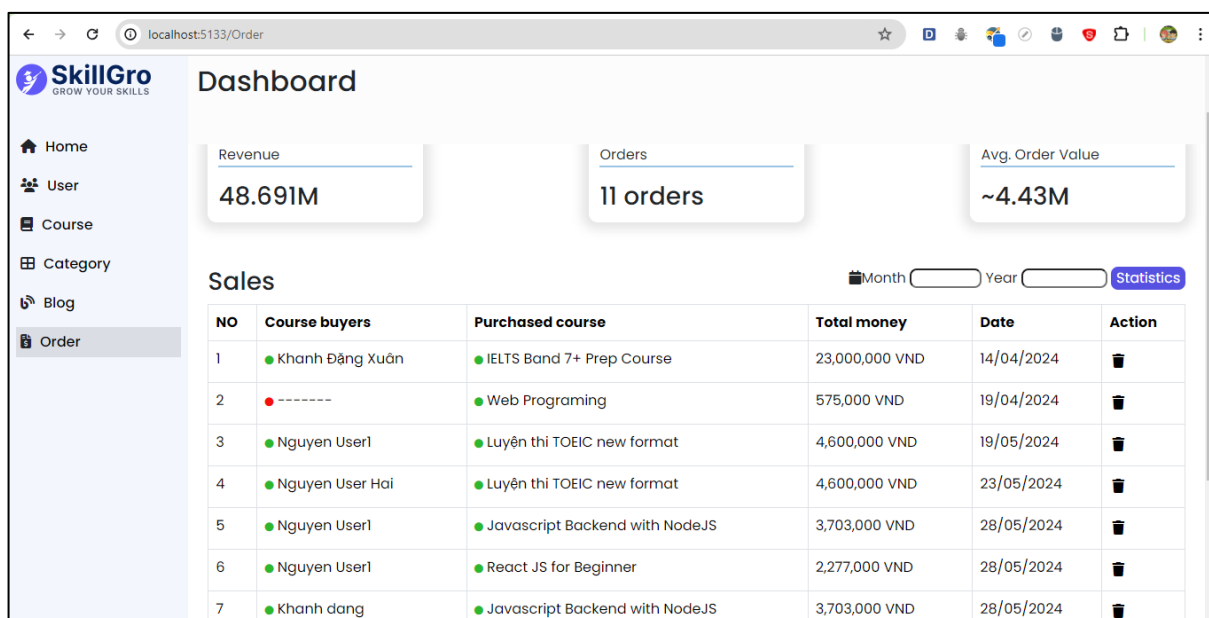 localhost:5133/Order
SkillGro
GROW YOUR SKILLS
Dashboard
Home
User
Course
Category
Blog
Order
Revenue
48.691M
Orders
11 orders
Avg. Order Value
~4.43M
Sales
Month Year Statistics
NO Course buyers Purchased course Total money Date Action
1 Khanh Đặng Xuân IELTS Band 7+ Prep Course 23,000,000 VND 14/04/2024
2 ------- Web Programing 575,000 VND 19/04/2024
3 Nguyen User1 Luyện thi TOEIC new format 4,600,000 VND 19/05/2024
4 Nguyen User Hai Luyện thi TOEIC new format 4,600,000 VND 23/05/2024
5 Nguyen User1 Javascript Backend with NodeJS 3,703,000 VND 28/05/2024
6 Nguyen User1 React JS for Beginner 2,277,000 VND 28/05/2024
7 Khanh dang Javascript Backend with NodeJS 3,703,000 VND 28/05/2024